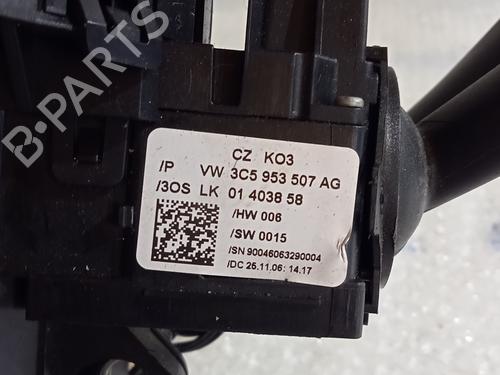 B-PARTS
CZ KO3
/P VW 3C5 953 507 AG
/3OS LK 01 4038 58
/HW 006
/SW 0015
/SN 90046063290004
/DC 25.11.06 14.17